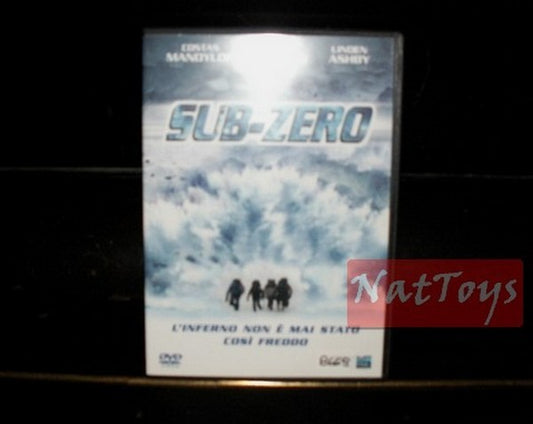 COSTAS LINDEN
MANDYLOR ASHBY
SUB-ZERO
NatToys
L'INFERNO NON È MAI STATO
COSÌ FREDDO
DVD